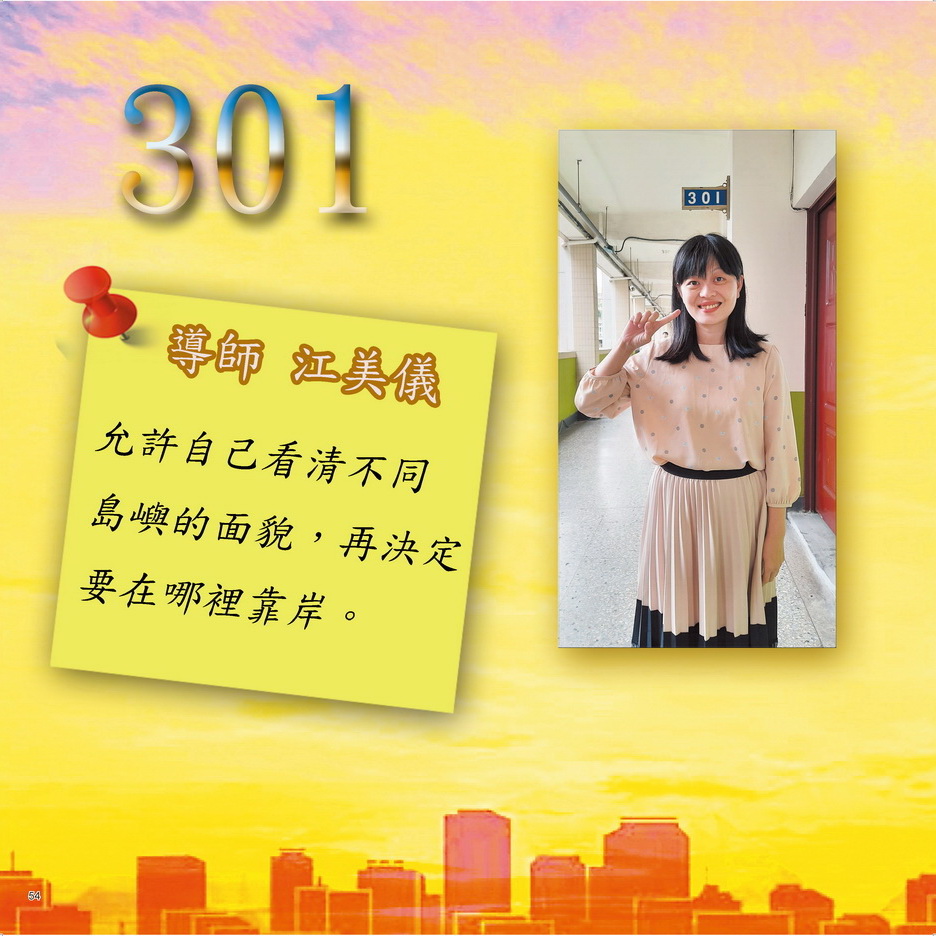 301
301
導師 江美儀
允許自己看清不同
島嶼的面貌，再決定
要在哪裡靠岸。
54